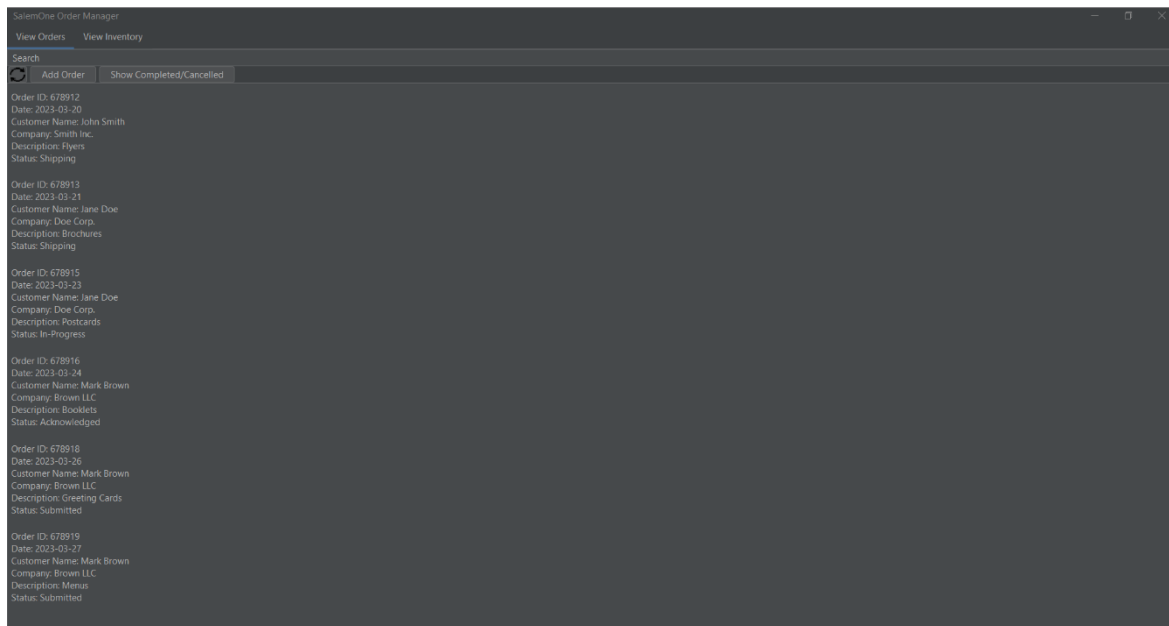 SalemOne Order Manager
View Orders View Inventory
Search
Add Order Show Completed/Cancelled
Order ID: 678912
Date: 2023-03-20
Customer Name: John Smith
Company: Smith Inc.
Description: Flyers
Status: Shipping
Order ID: 678913
Date: 2023-03-21
Customer Name: Jane Doe
Company: Doe Corp.
Description: Brochures
Status: Shipping
Order ID: 678915
Date: 2023-03-23
Customer Name: Jane Doe
Company: Doe Corp.
Description: Postcards
Status: In-Progress
Order ID: 678916
Date: 2023-03-24
Customer Name: Mark Brown
Company: Brown LLC
Description: Booklets
Status: Acknowledged
Order ID: 678918
Date: 2023-03-26
Customer Name: Mark Brown
Company: Brown LLC
Description: Greeting Cards
Status: Submitted
Order ID: 678919
Date: 2023-03-27
Customer Name: Mark Brown
Company: Brown LLC
Description: Menus
Status: Submitted